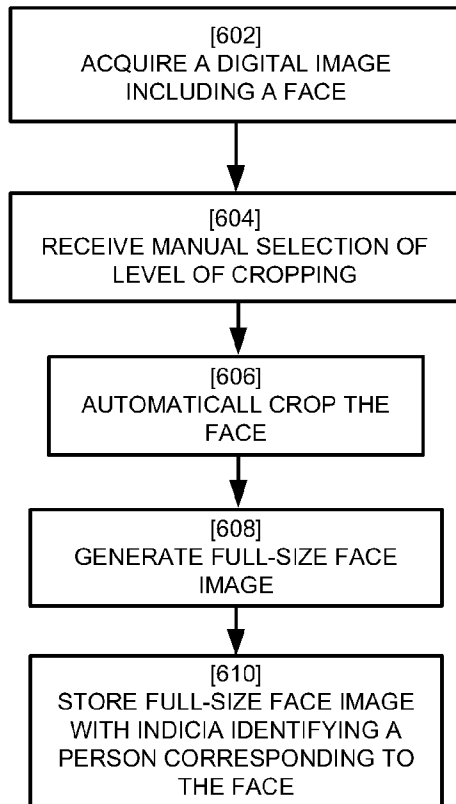 [602]
ACQUIRE A DIGITAL IMAGE
INCLUDING A FACE
[604]
RECEIVE MANUAL SELECTION OF
LEVEL OF CROPPING
[606]
AUTOMATICALL CROP THE
FACE
[608]
GENERATE FULL-SIZE FACE
IMAGE
[610]
STORE FULL-SIZE FACE IMAGE
WITH INDICIA IDENTIFYING A
PERSON CORRESPONDING TO
THE FACE